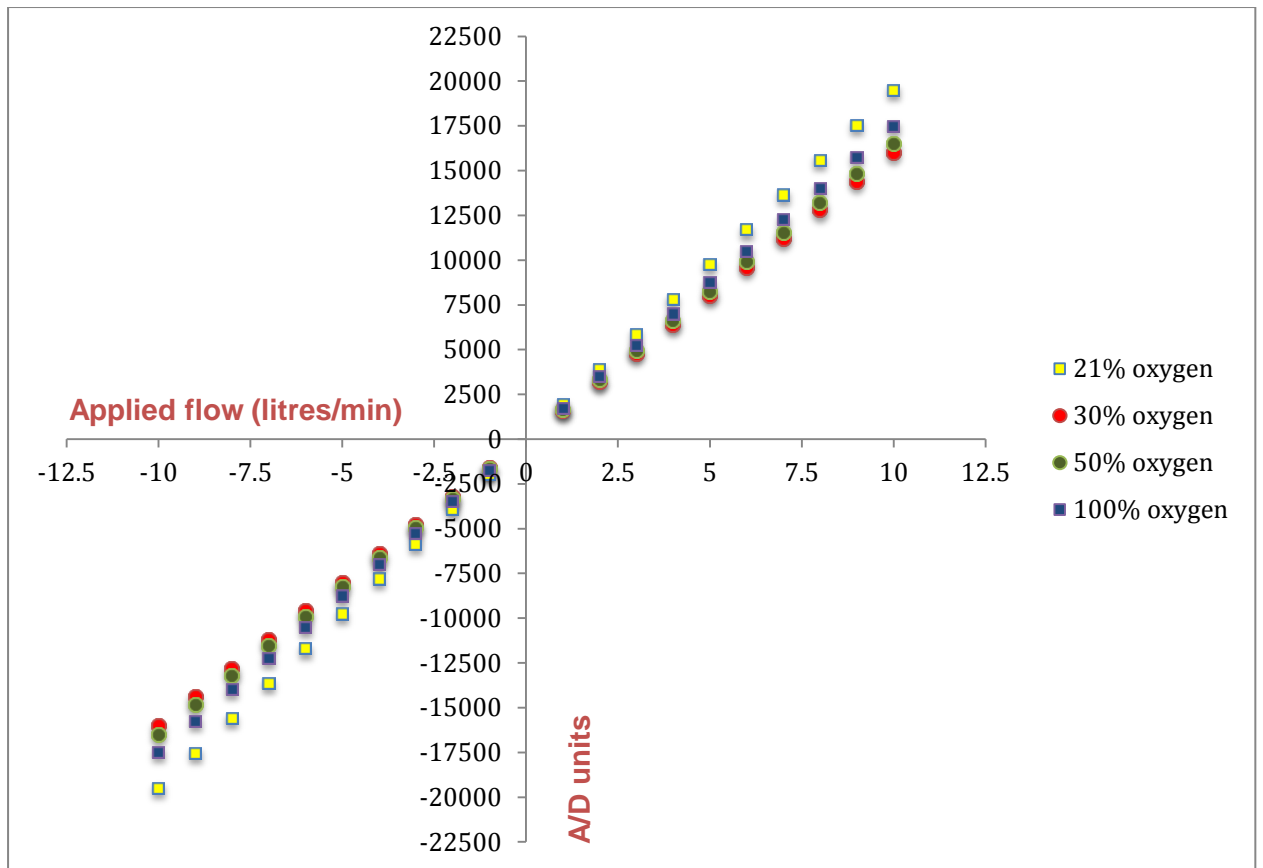 22500
20000
17500
15000
12500
10000
7500
5000
2500
0
-2500
-5000
-7500
-10000
-12500
-15000
-17500
-20000
-22500
Applied flow (litres/min)
-12.5 -10 -7.5 -5 -2.5 0 2.5 5 7.5 10 12.5
A/D units
21% oxygen
30% oxygen
50% oxygen
100% oxygen